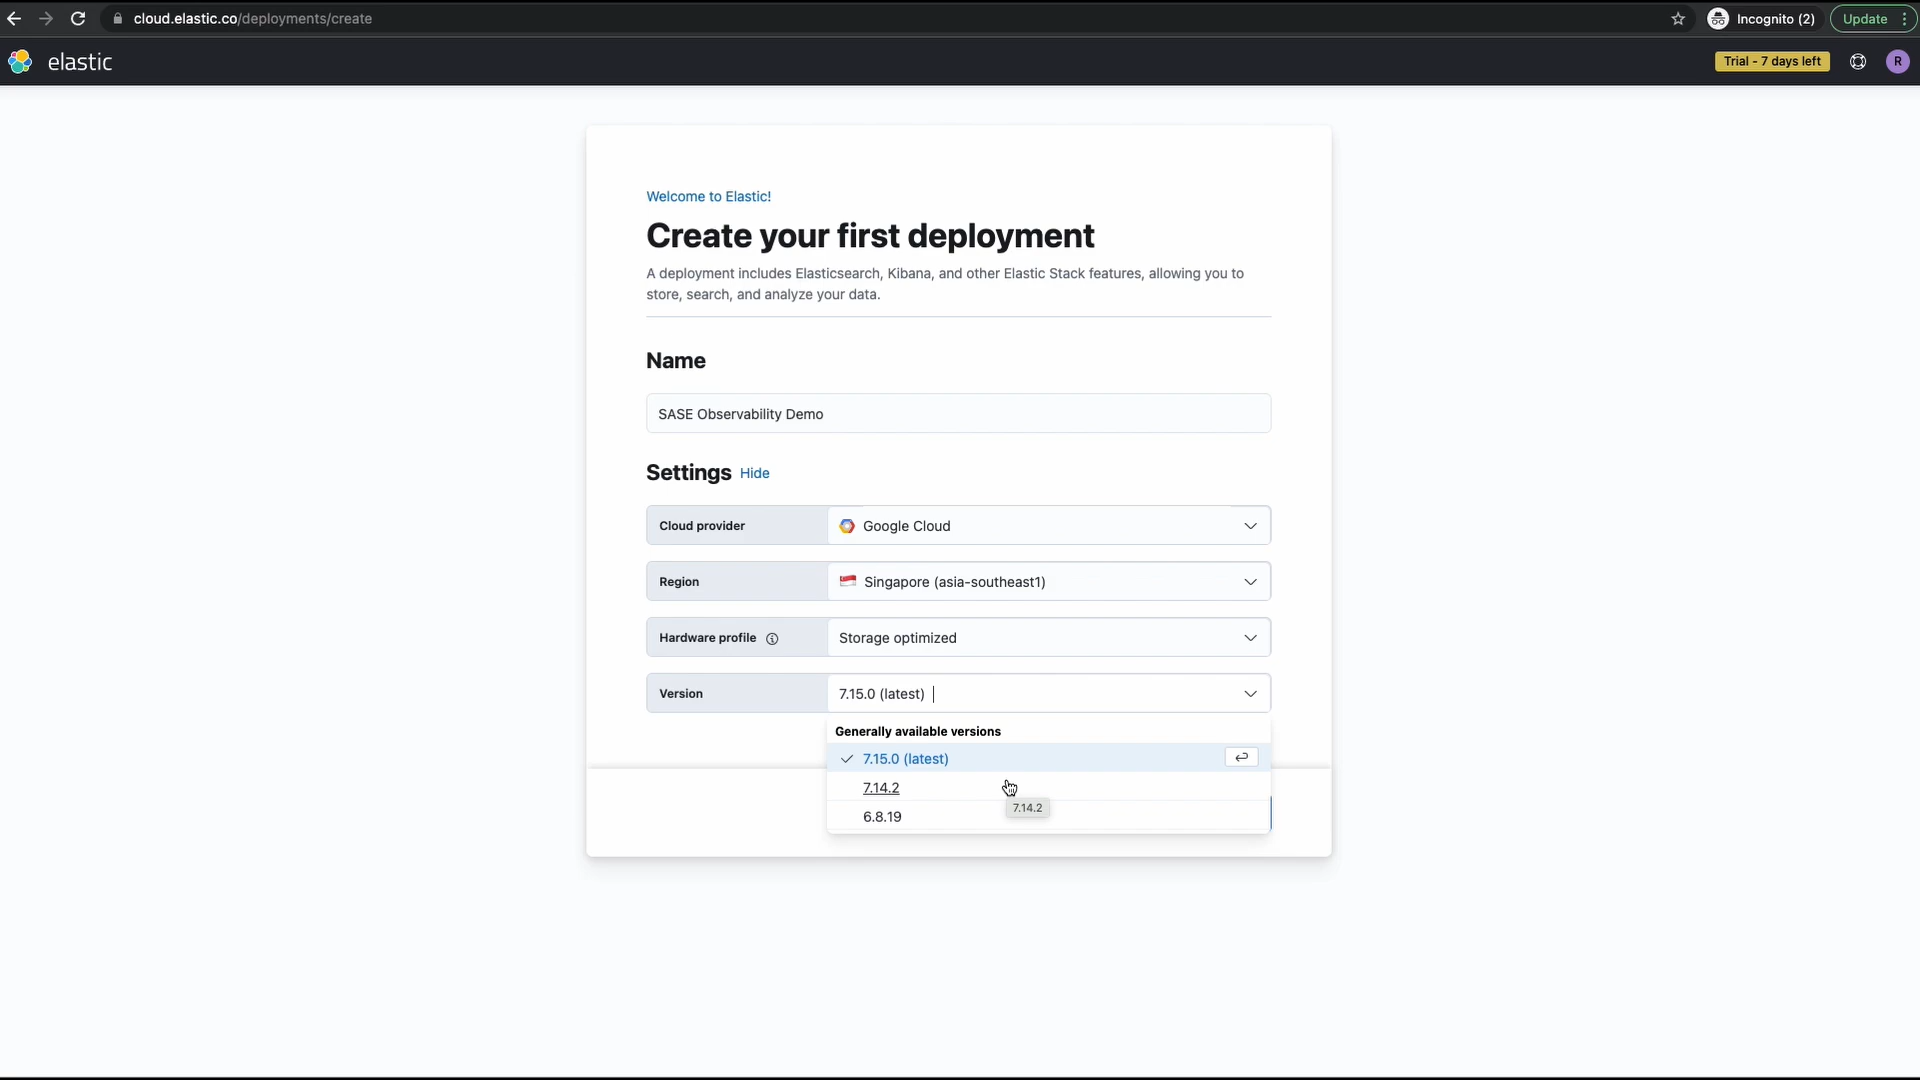 cloud.elastic.co/deployments/create
Incognito (2)
Update
elastic
Trial - 7 days left
R
Welcome to Elastic!
Create your first deployment
A deployment includes Elasticsearch, Kibana, and other Elastic Stack features, allowing you to
store, search, and analyze your data.
Name
SASE Observability Demo
Settings Hide
Cloud provider
Google Cloud
Region
Singapore (asia-southeast1)
Hardware profile
Storage optimized
Version
7.15.0 (latest)
Generally available versions
7.15.0 (latest)
7.14.2
7.14.2
6.8.19